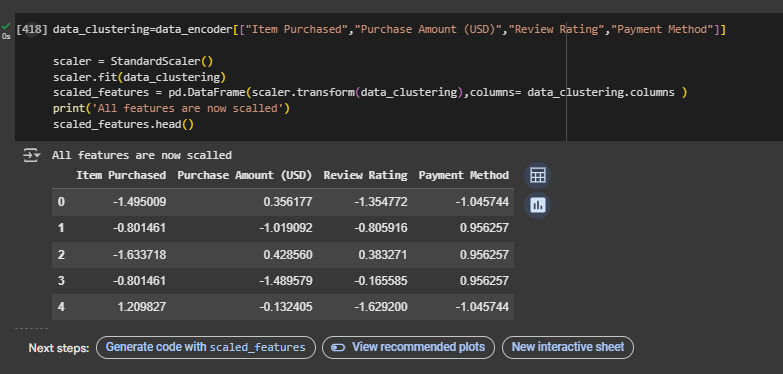 [418] data_clustering=data_encoder[["Item Purchased","Purchase Amount (USD)","Review Rating","Payment Method"]]
0s
scaler = StandardScaler()
scaler.fit(data_clustering)
scaled_features = pd.DataFrame(scaler.transform(data_clustering),columns= data_clustering.columns )
print('All features are now scalled')
scaled_features.head()
All features are now scalled
Item Purchased Purchase Amount (USD) Review Rating Payment Method
0 -1.495009 0.356177 -1.354772 -1.045744
1 -0.801461 -1.019092 -0.805916 0.956257
2 -1.633718 0.428560 0.383271 0.956257
3 -0.801461 -1.489579 -0.165585 0.956257
4 1.209827 -0.132405 -1.629200 -1.045744
Next steps: Generate code with scaled_features View recommended plots New interactive sheet